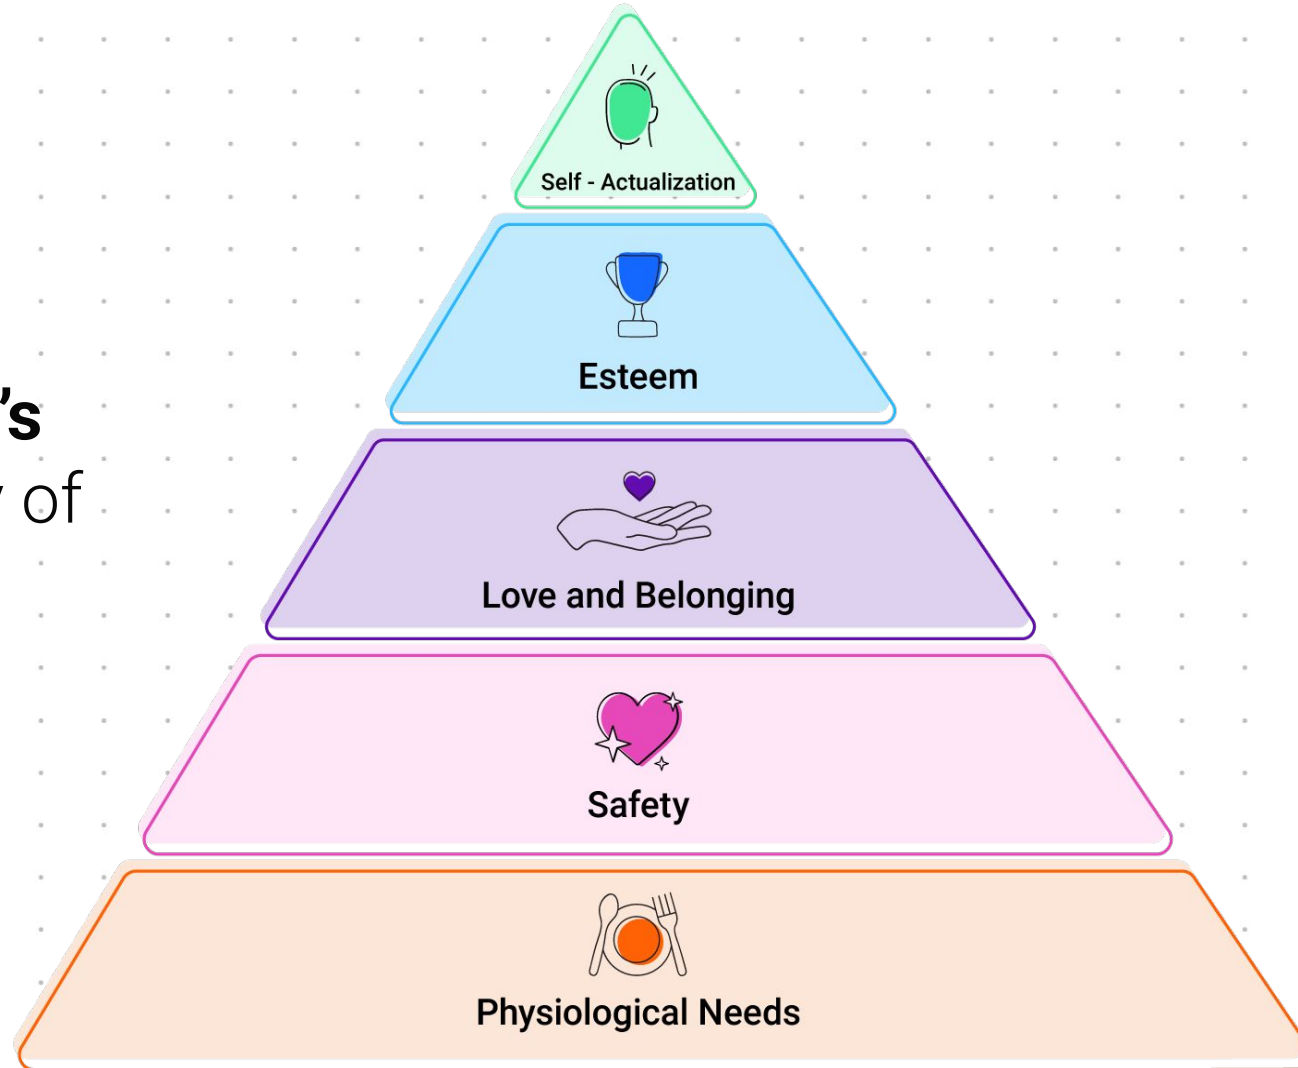 Self - Actualization
Esteem
’s
of
Love and Belonging
Safety
Physiological Needs